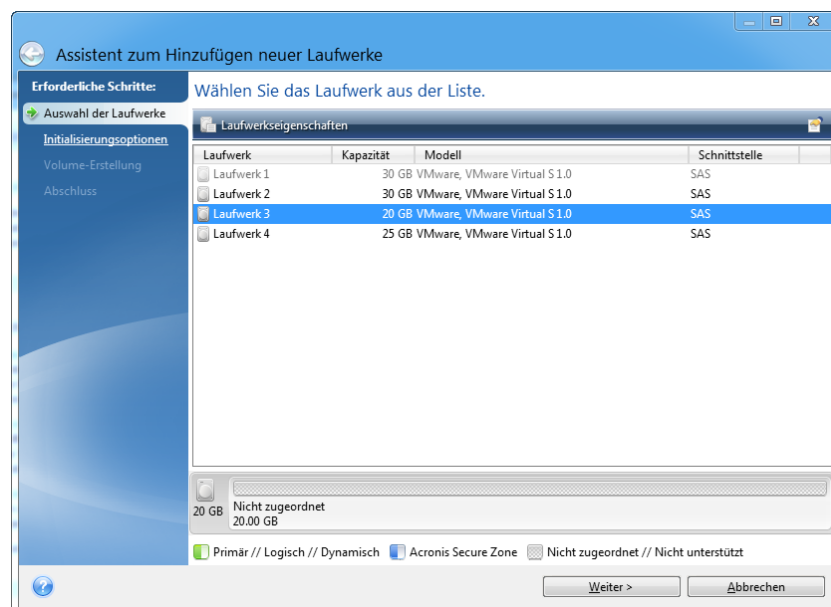 Assistent zum Hinzufügen neuer Laufwerke
Erforderliche Schritte:
Auswahl der Laufwerke
Initialisierungsoptionen
Volume-Erstellung
Abschluss
Wählen Sie das Laufwerk aus der Liste.
Laufwerkseigenschaften
Laufwerk Kapazität Modell Schnittstelle
Laufwerk 1 30 GB VMware, VMware Virtual S 1.0 SAS
Laufwerk 2 30 GB VMware, VMware Virtual S 1.0 SAS
Laufwerk 3 20 GB VMware, VMware Virtual S 1.0 SAS
Laufwerk 4 25 GB VMware, VMware Virtual S 1.0 SAS
20 GB Nicht zugeordnet
20.00 GB
Primär // Logisch // Dynamisch Acronis Secure Zone Nicht zugeordnet // Nicht unterstützt
Weiter > Abbrechen